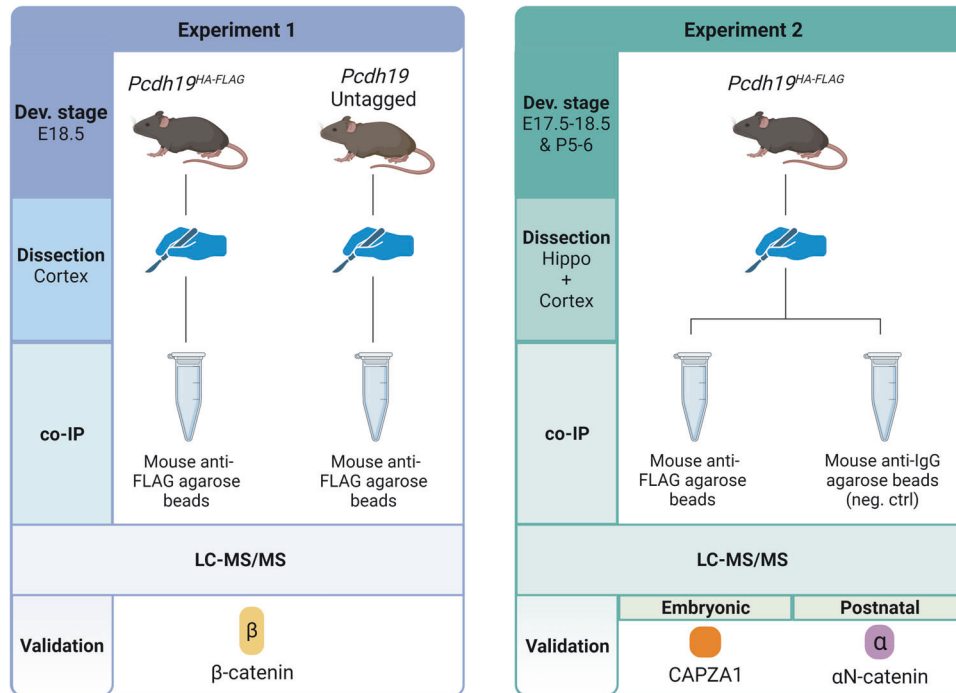 Experiment 1
Pcdh19HA-FLAG
Pcdh19
Untagged
Dev. stage
E18.5
Dissection
Cortex
co-IP
Mouse anti-
FLAG agarose
beads
Mouse anti-
FLAG agarose
beads
LC-MS/MS
Validation
β
β-catenin
Experiment 2
Pcdh19HA-FLAG
Dev. stage
E17.5-18.5
& P5-6
Dissection
Hippo
+
Cortex
co-IP
Mouse anti-
FLAG agarose
beads
Mouse anti-IgG
agarose beads
(neg. ctrl)
LC-MS/MS
Embryonic
Postnatal
Validation
CAPZA1
α
αN-catenin